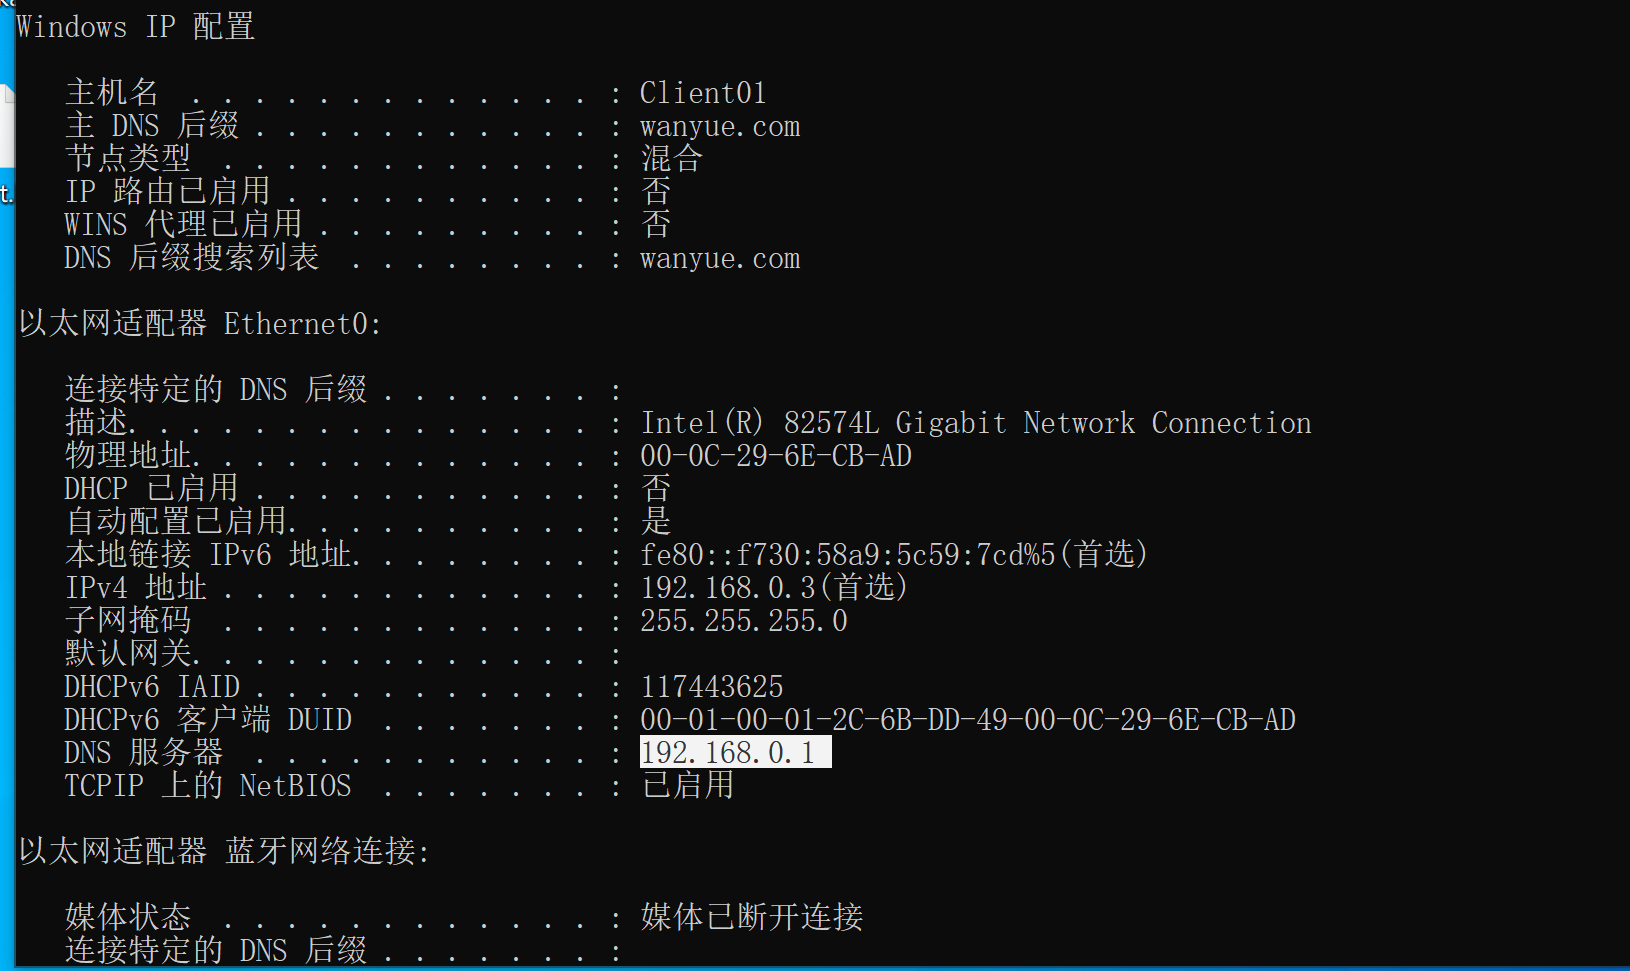 Windows IP 配置
主机名 . . . . . . . . . . . . . : Client01
主 DNS 后缀 . . . . . . . . . . . : wanyue.com
节点类型 . . . . . . . . . . . . : 混合
IP 路由已启用 . . . . . . . . . . : 否
WINS 代理已启用 . . . . . . . . . : 否
DNS 后缀搜索列表 . . . . . . . . : wanyue.com
以太网适配器 Ethernet0:
连接特定的 DNS 后缀 . . . . . . . :
描述. . . . . . . . . . . . . . . : Intel(R) 82574L Gigabit Network Connection
物理地址. . . . . . . . . . . . . : 00-0C-29-6E-CB-AD
DHCP 已启用 . . . . . . . . . . . : 否
自动配置已启用. . . . . . . . . . : 是
本地链接 IPv6 地址. . . . . . . . : fe80::f730:58a9:5c59:7cd%5(首选)
IPv4 地址 . . . . . . . . . . . . : 192.168.0.3(首选)
子网掩码 . . . . . . . . . . . . : 255.255.255.0
默认网关. . . . . . . . . . . . . :
DHCPv6 IAID . . . . . . . . . . . : 117443625
DHCPv6 客户端 DUID . . . . . . . : 00-01-00-01-2C-6B-DD-49-00-0C-29-6E-CB-AD
DNS 服务器 . . . . . . . . . . . : 192.168.0.1
TCPIP 上的 NetBIOS . . . . . . . : 已启用
以太网适配器 蓝牙网络连接:
媒体状态 . . . . . . . . . . . . : 媒体已断开连接
连接特定的 DNS 后缀 . . . . . . . :